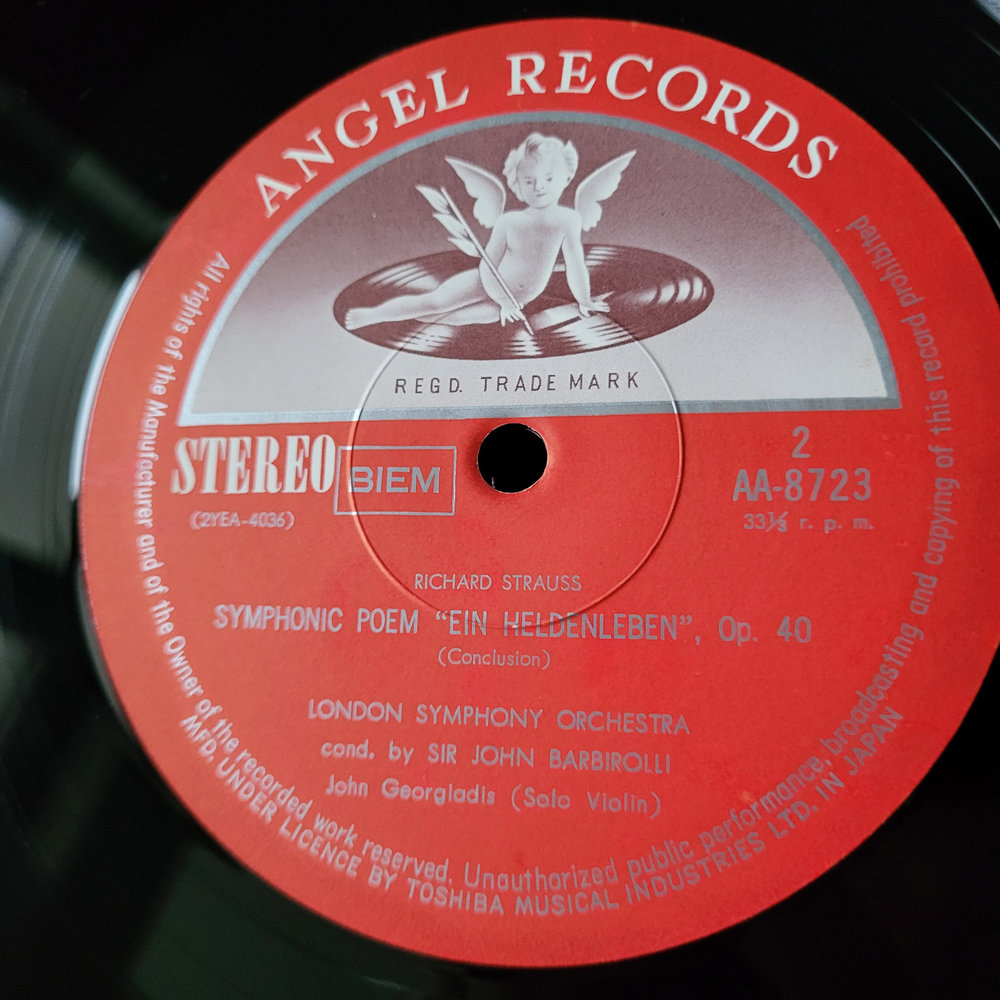 ANGEL RECORDS
REGD. TRADE MARK
STEREO
BIEM
(2YEA-4036)
2
AA-8723
33⅓ r. p. m.
RICHARD STRAUSS
SYMPHONIC POEM “EIN HELDENLEBEN”, Op. 40
(Conclusion)
LONDON SYMPHONY ORCHESTRA
cond. by SIR JOHN BARBIROLLI
John Georgiadis (Solo Violin)
All rights of the Manufacturer and of the Owner of the recorded work reserved. Unauthorized public performance, broadcasting and copying of this record prohibited
MFD. UNDER LICENCE BY TOSHIBA MUSICAL INDUSTRIES LTD. IN JAPAN